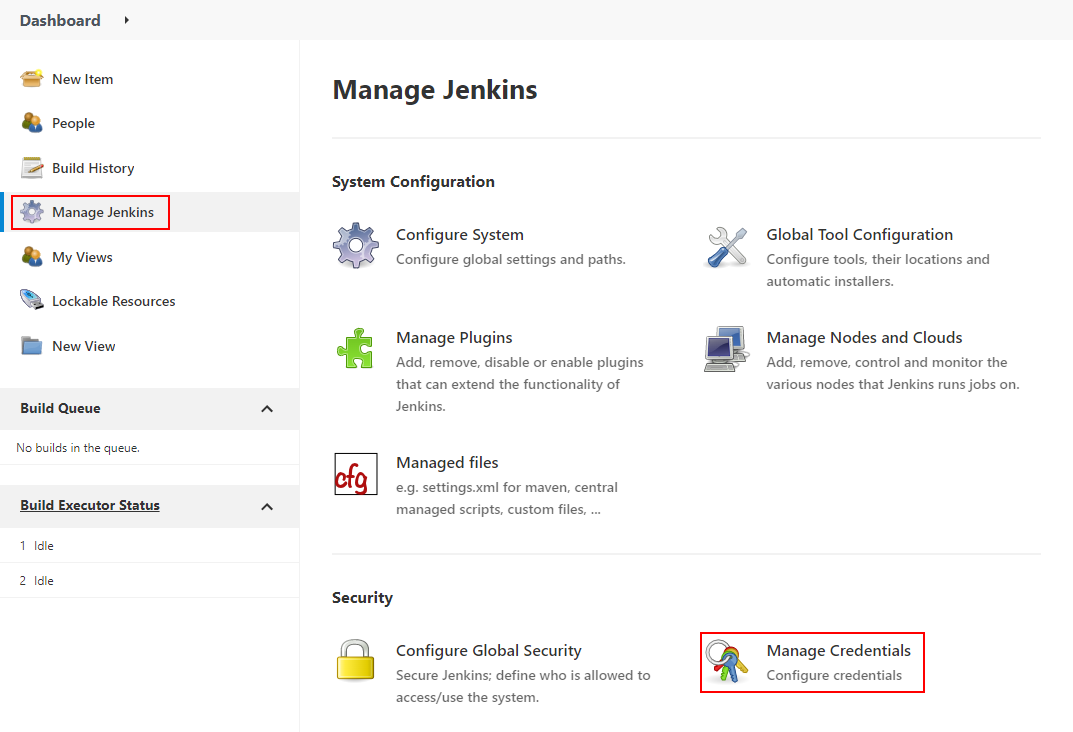 Dashboard
New Item
People
Build History
Manage Jenkins
My Views
Lockable Resources
New View
Build Queue
No builds in the queue.
Build Executor Status
1 Idle
2 Idle
Manage Jenkins
System Configuration
Configure System
Configure global settings and paths.
Global Tool Configuration
Configure tools, their locations and
automatic installers.
Manage Plugins
Add, remove, disable or enable plugins
that can extend the functionality of
Jenkins.
Manage Nodes and Clouds
Add, remove, control and monitor the
various nodes that Jenkins runs jobs on.
cfg
Managed files
e.g. settings.xml for maven, central
managed scripts, custom files, ...
Security
Configure Global Security
Secure Jenkins; define who is allowed to
access/use the system.
Manage Credentials
Configure credentials